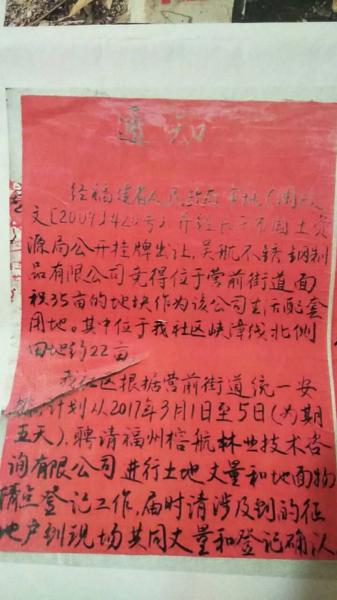 通知
经福建省人民政府审批(闽政
文[2009]420号)并经长乐市国土资
源局公开挂牌出让,吴航不锈钢制
品有限公司竞得位于营前街道面
积35亩的地块作为该公司生活配套
用地。其中位于我社区峡漳线北侧
田地约22亩
我社区根据营前街道统一安
排计划从2017年3月1日至5日(为期
五天),聘请福州榕航林业技术咨
询有限公司进行土地丈量和地面物
清点登记工作,届时请涉及到的征
地户到现场共同丈量和登记确认